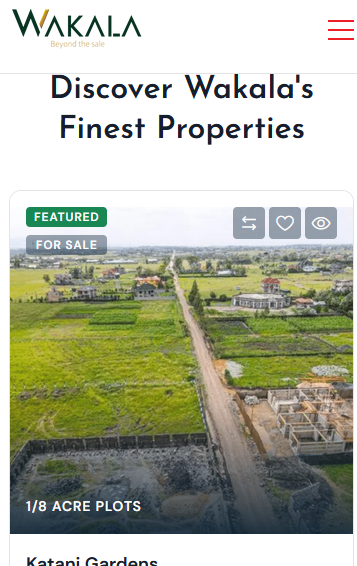 WAKALA
Beyond the sale
Discover Wakala's
Finest Properties
FEATURED
FOR SALE
1/8 ACRE PLOTS
Katani Gardens